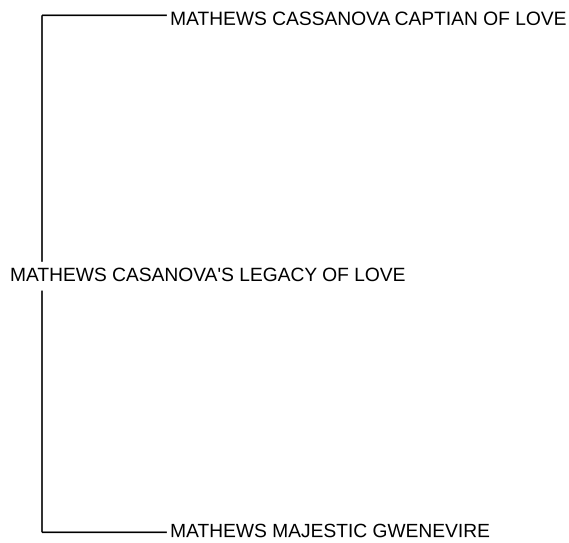 MATHEWS CASSANOVA CAPTIAN OF LOVE
MATHEWS CASANOVA'S LEGACY OF LOVE
MATHEWS MAJESTIC GWENEVIRE